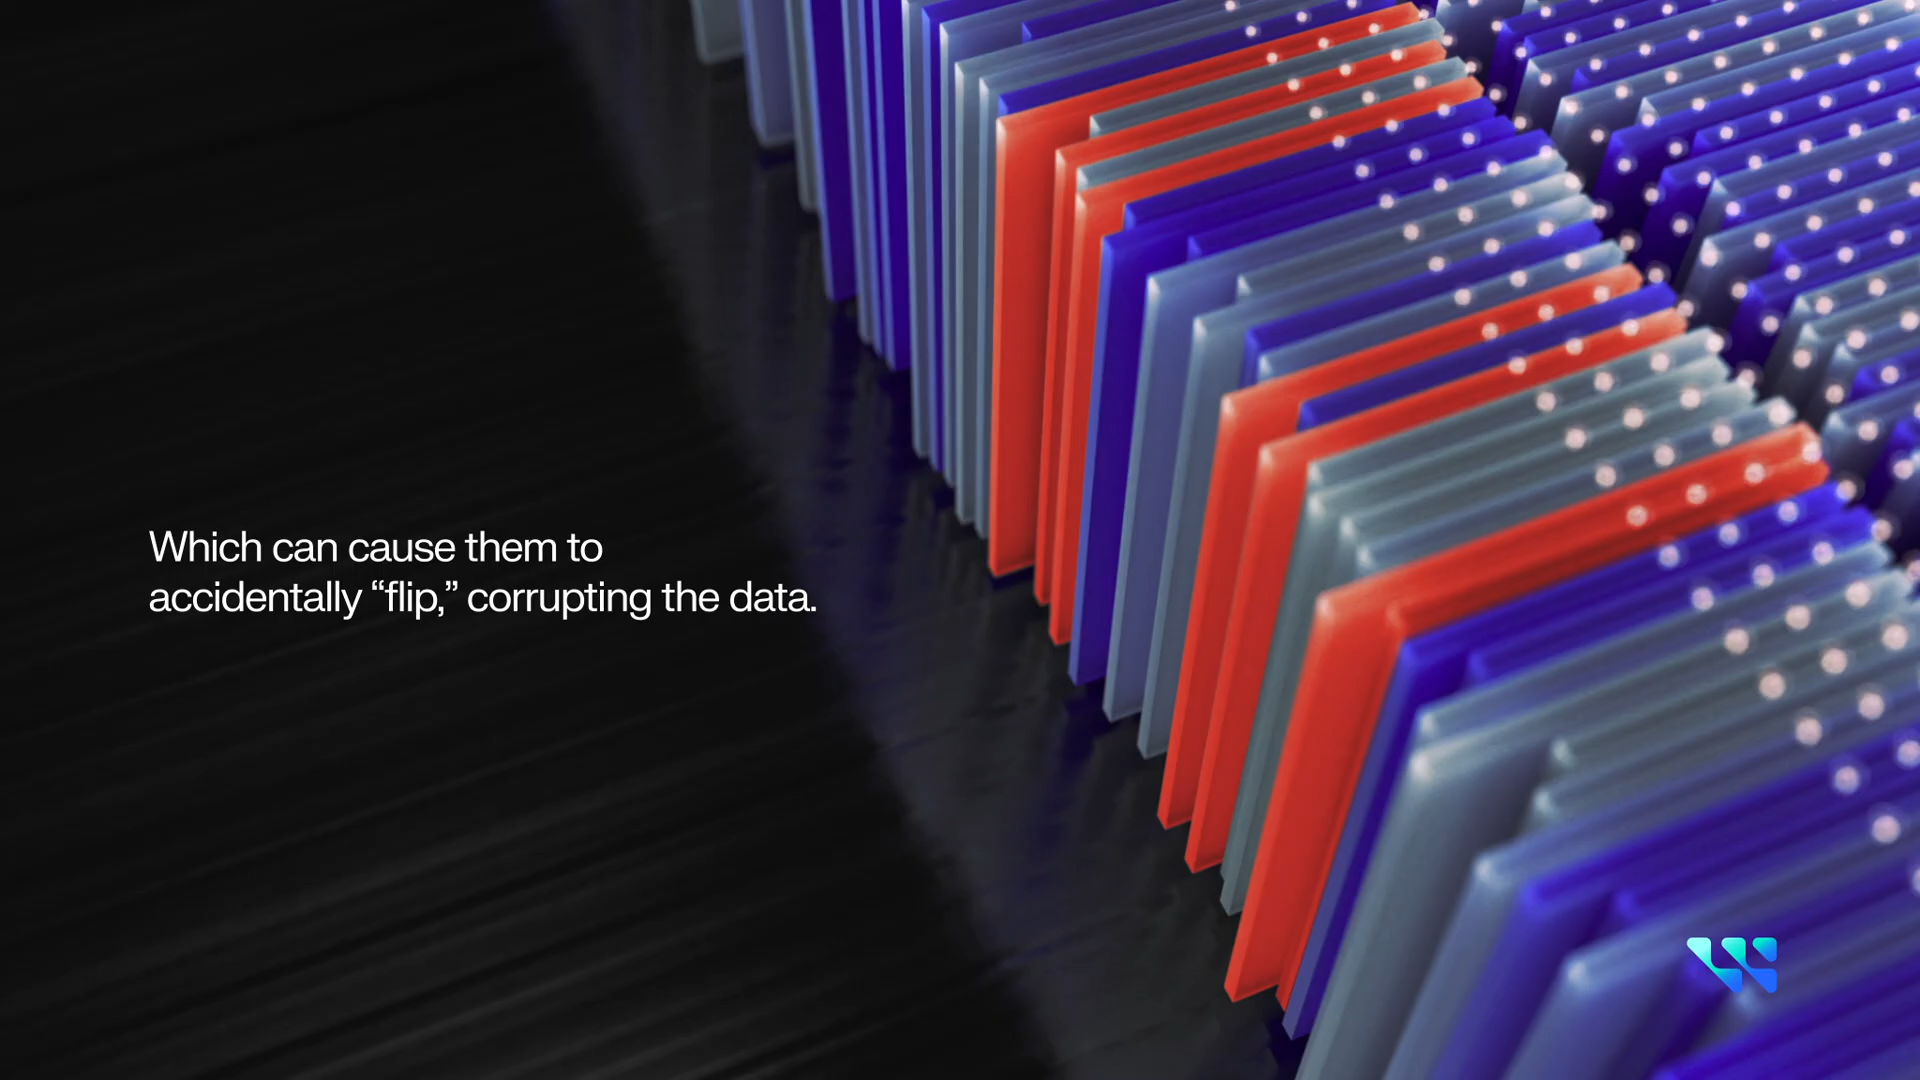 Which can cause them to
accidentally “flip,” corrupting the data.